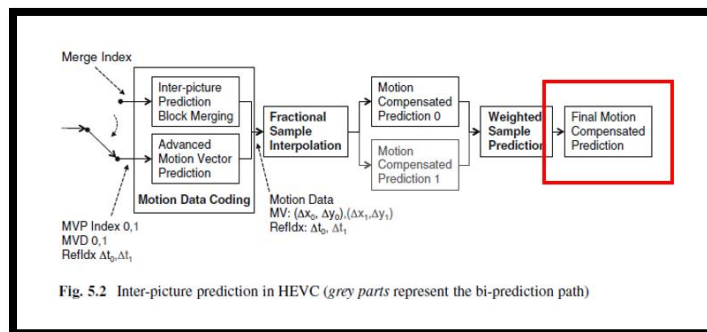 Merge Index
Inter-picture
Prediction
Block Merging
Advanced
Motion Vector
Prediction
Motion Data Coding
MVP Index 0,1
MVD 0,1
RefIdx Δt₀,Δt₁
Fractional
Sample
Interpolation
Motion Data
MV: (Δx₀, Δy₀),(Δx₁,Δy₁)
RefIdx: Δt₀, Δt₁
Motion
Compensated
Prediction 0
Motion
Compensated
Prediction 1
Weighted
Sample
Prediction
Final Motion
Compensated
Prediction
Fig. 5.2 Inter-picture prediction in HEVC (grey parts represent the bi-prediction path)